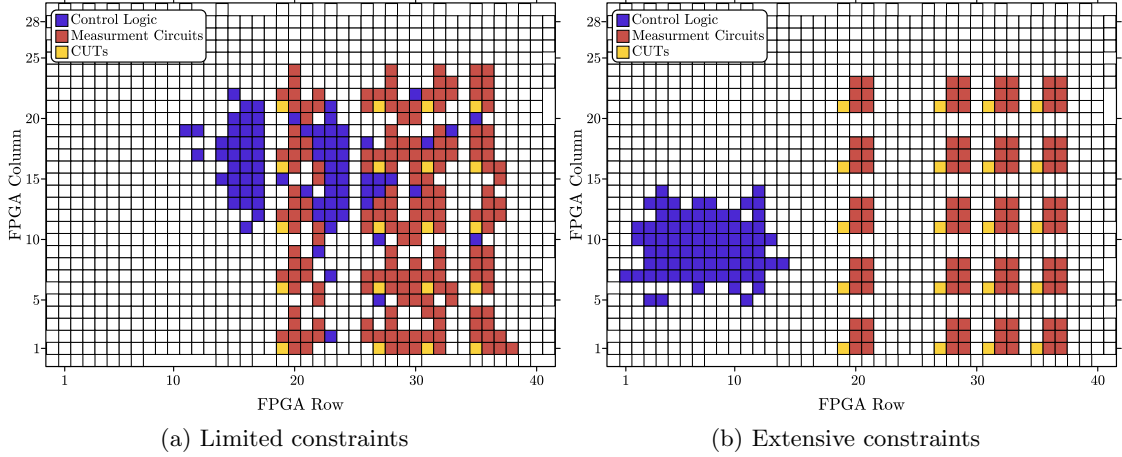 Control Logic
Measurment Circuits
CUTs
28
25
20
15
10
5
1
FPGA Column
1
10
20
30
40
FPGA Row
(a) Limited constraints
Control Logic
Measurment Circuits
CUTs
28
25
20
15
10
5
1
FPGA Column
1
10
20
30
40
FPGA Row
(b) Extensive constraints